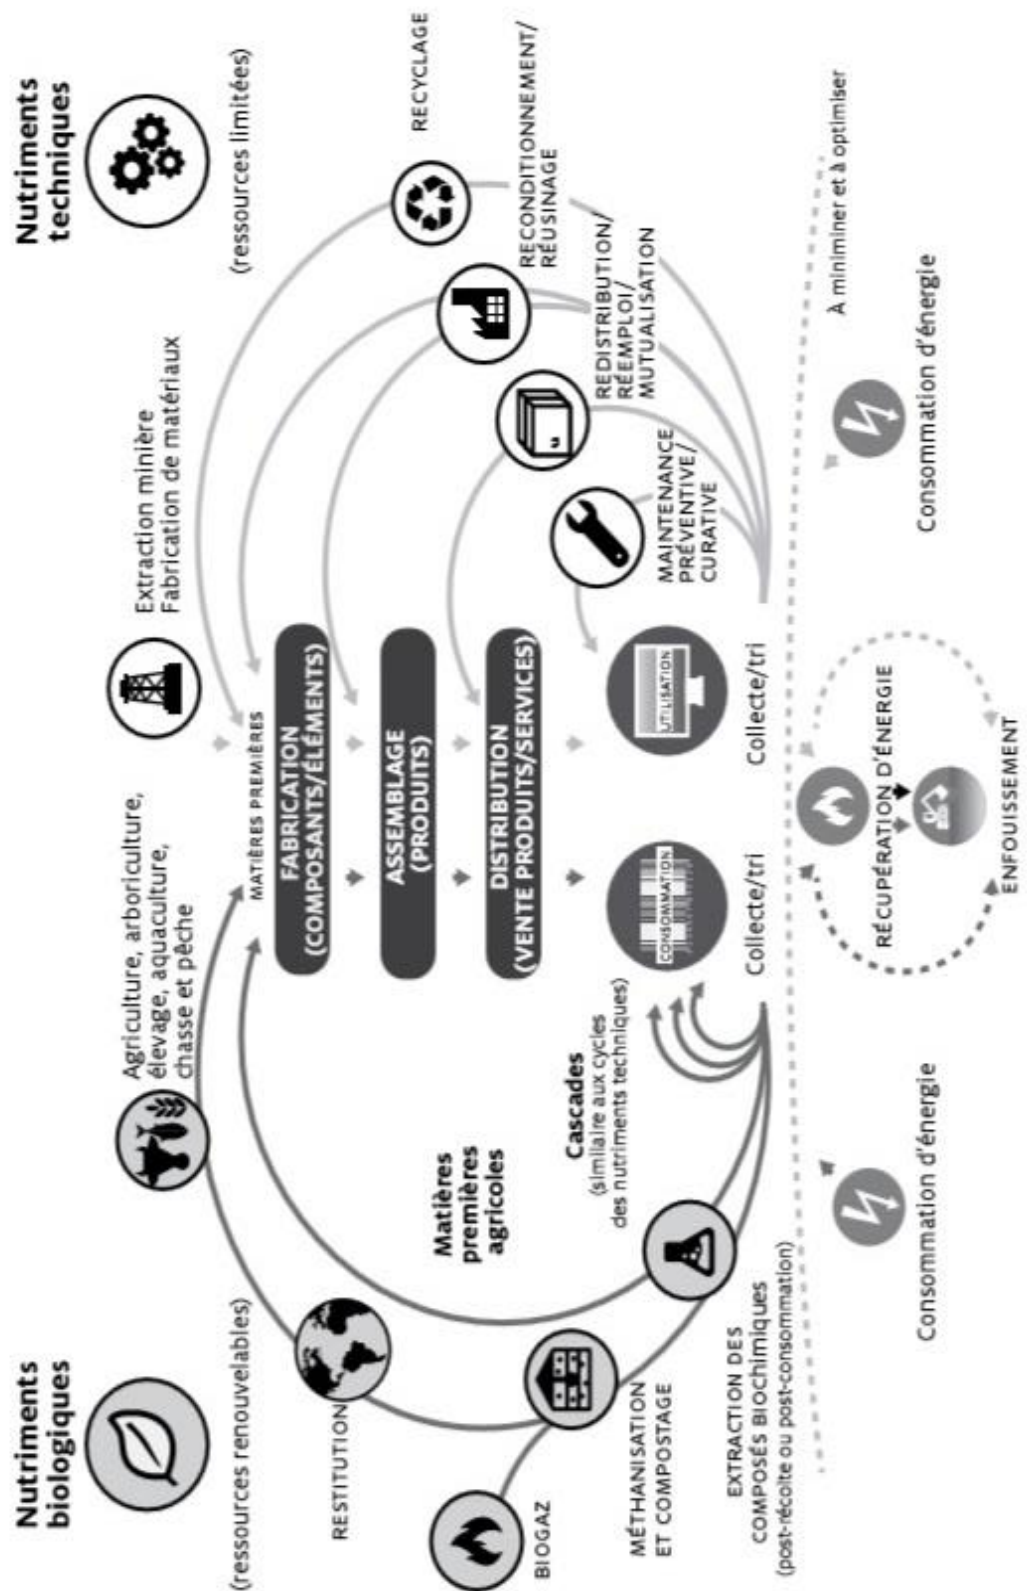 Nutriments
biologiques
(ressources renouvelables)
Nutriments
techniques
(ressources limitées)
Agriculture, arboriculture,
élevage, aquaculture,
chasse et pêche
Extraction minière
Fabrication de matériaux
MATIÈRES PREMIÈRES
FABRICATION
(COMPOSANTS/ÉLÉMENTS)
ASSEMBLAGE
(PRODUITS)
DISTRIBUTION
(VENTE PRODUITS/SERVICES)
CONSOMMATION
UTILISATION
Collecte/tri
Collecte/tri
RESTITUTION
BIOGAZ
MÉTHANISATION
ET COMPOSTAGE
EXTRACTION DES
COMPOSÉS BIOCHIMIQUES
(post-récolte ou post-consommation)
Matières
premières
agricoles
Cascades
(similaire aux cycles
des nutriments techniques)
RECYCLAGE
RECONDITIONNEMENT/
RÉUSINAGE
REDISTRIBUTION/
RÉEMPLOI/
MUTUALISATION
MAINTENANCE
PRÉVENTIVE/
CURATIVE
À miniminer et à optimiser
Consommation d'énergie
RÉCUPÉRATION D'ÉNERGIE
ENFOUISSEMENT
Consommation d'énergie